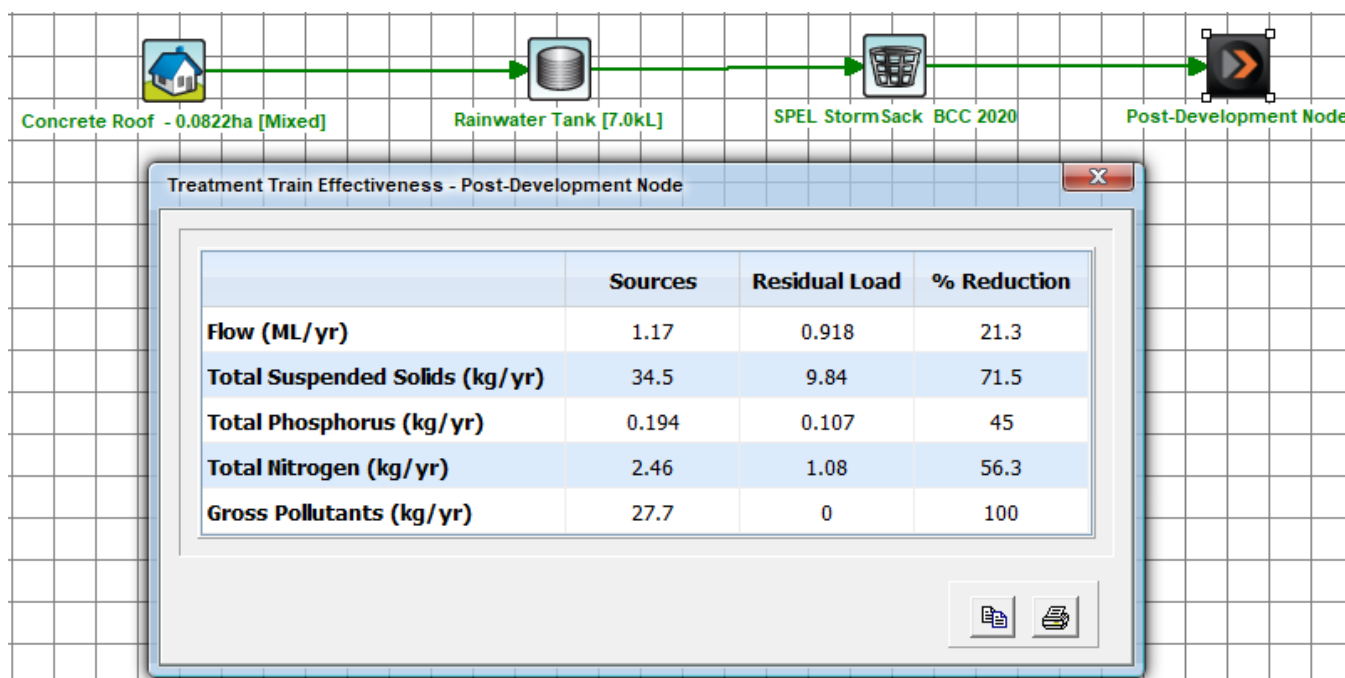 Concrete Roof - 0.0822ha [Mixed]
Rainwater Tank [7.0kL]
SPEL StormSack BCC 2020
Post-Development Node
Treatment Train Effectiveness - Post-Development Node
X
Sources Residual Load % Reduction
Flow (ML/yr) 1.17 0.918 21.3
Total Suspended Solids (kg/yr) 34.5 9.84 71.5
Total Phosphorus (kg/yr) 0.194 0.107 45
Total Nitrogen (kg/yr) 2.46 1.08 56.3
Gross Pollutants (kg/yr) 27.7 0 100